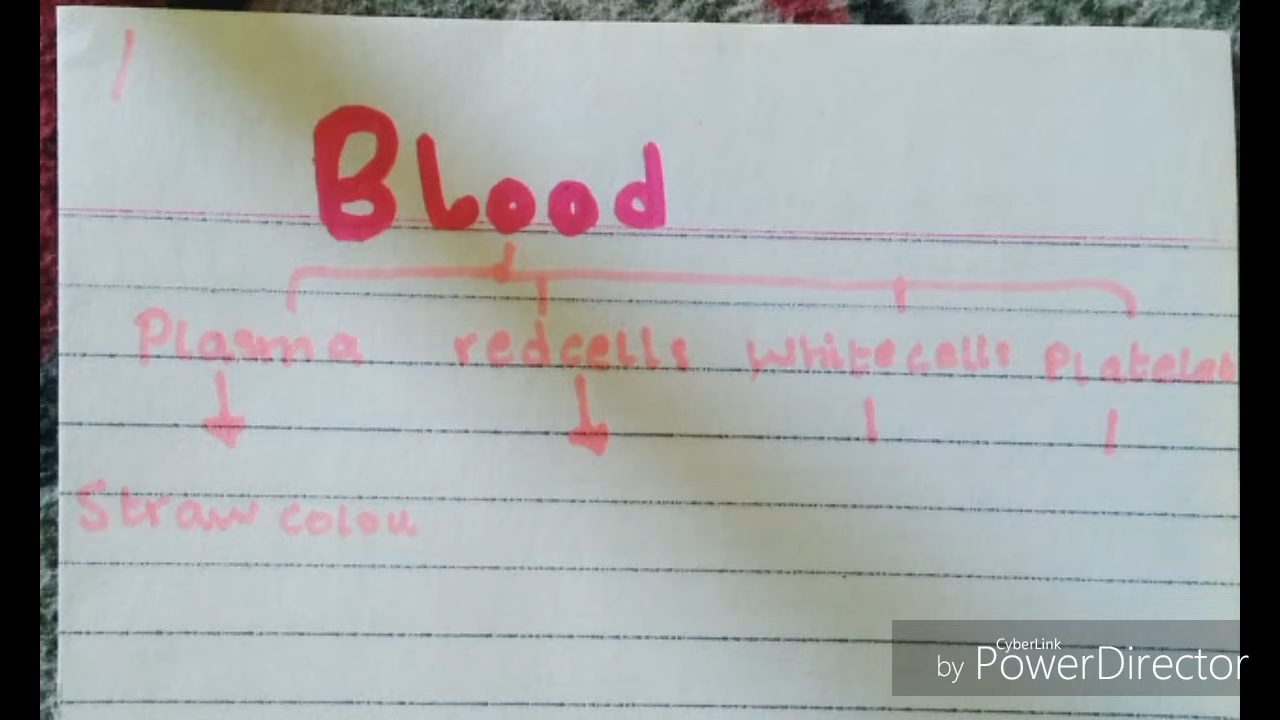 1
Blood
Plasma redcells Whitecells Platelet
Straw colou
CyberLink
by PowerDirector